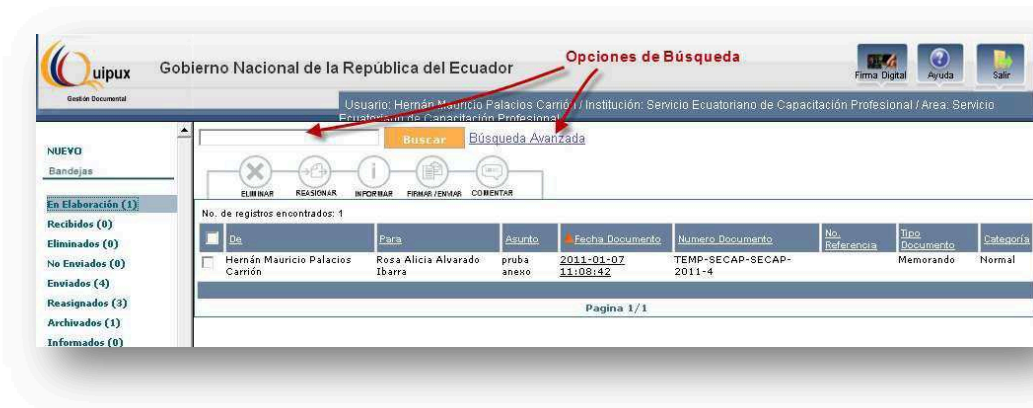 Opciones de Búsqueda
Quipux
Gestión Documental
Gobierno Nacional de la República del Ecuador
Firma Digital
Ayuda
Salir
Usuario: Hernán Mauricio Palacios Carrión / Institución: Servicio Ecuatoriano de Capacitación Profesional / Area: Servicio
Ecuatoriano de Capacitación Profesional
Buscar
Búsqueda Avanzada
NUEVO
Bandejas
En Elaboración (1)
Recibidos (0)
Eliminados (0)
No Enviados (0)
Enviados (4)
Reasignados (3)
Archivados (1)
Informados (0)
ELIMINAR REASIGNAR INFORMAR FIRMAR /ENVIAR COMENTAR
No. de registros encontrados: 1
De Para Asunto Fecha Documento Numero Documento No. Referencia Tipo Documento Categoría
Hernán Mauricio Palacios Rosa Alicia Alvarado pruba 2011-01-07 TEMP-SECAP-SECAP- Memorando Normal
Carrión Ibarra anexo 11:08:42 2011-4
Pagina 1/1